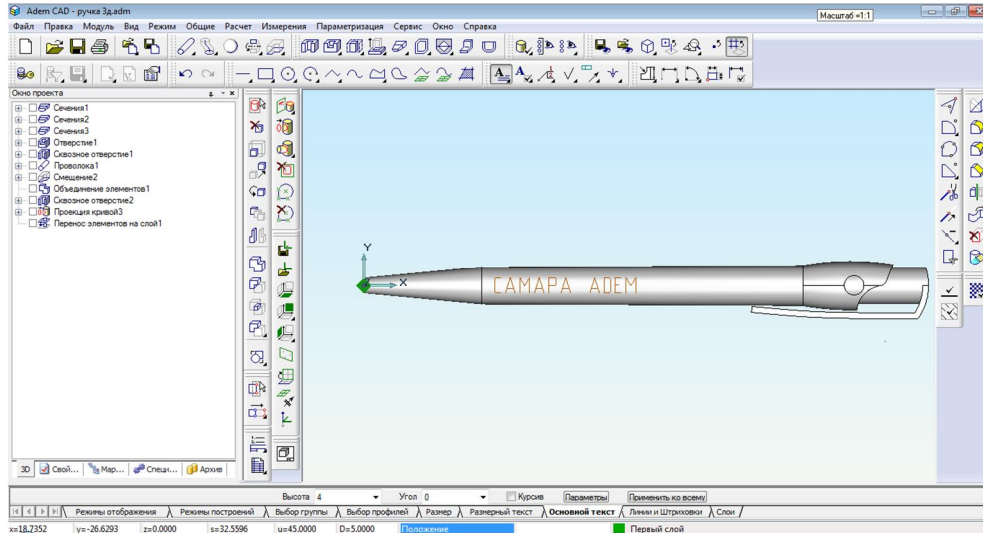 Adem CAD - ручка 3д.adm
Масштаб =1:1
Файл Правка Модуль Вид Режим Общие Расчет Измерения Параметризация Сервис Окно Справка
Окно проекта
Сечения1
Сечения2
Сечения3
Отверстие1
Сквозное отверстие1
Проволока1
Смещение2
Объединение элементов1
Сквозное отверстие2
Проекция кривой3
Перенос элементов на слой1
Y
X
САМАРА ADEM
3D Свой... Мар... Специ... Архив
Высота 4 Угол 0 Курсив Параметры Применить ко всему
Режимы отображения Режимы построений Выбор группы Выбор профилей Размер Размерный текст Основной текст Линии и Штриховки Слои
x=18.7352 y=-26.6293 z=0.0000 s=32.5596 u=45.0000 D=5.0000 Положение Первый слой